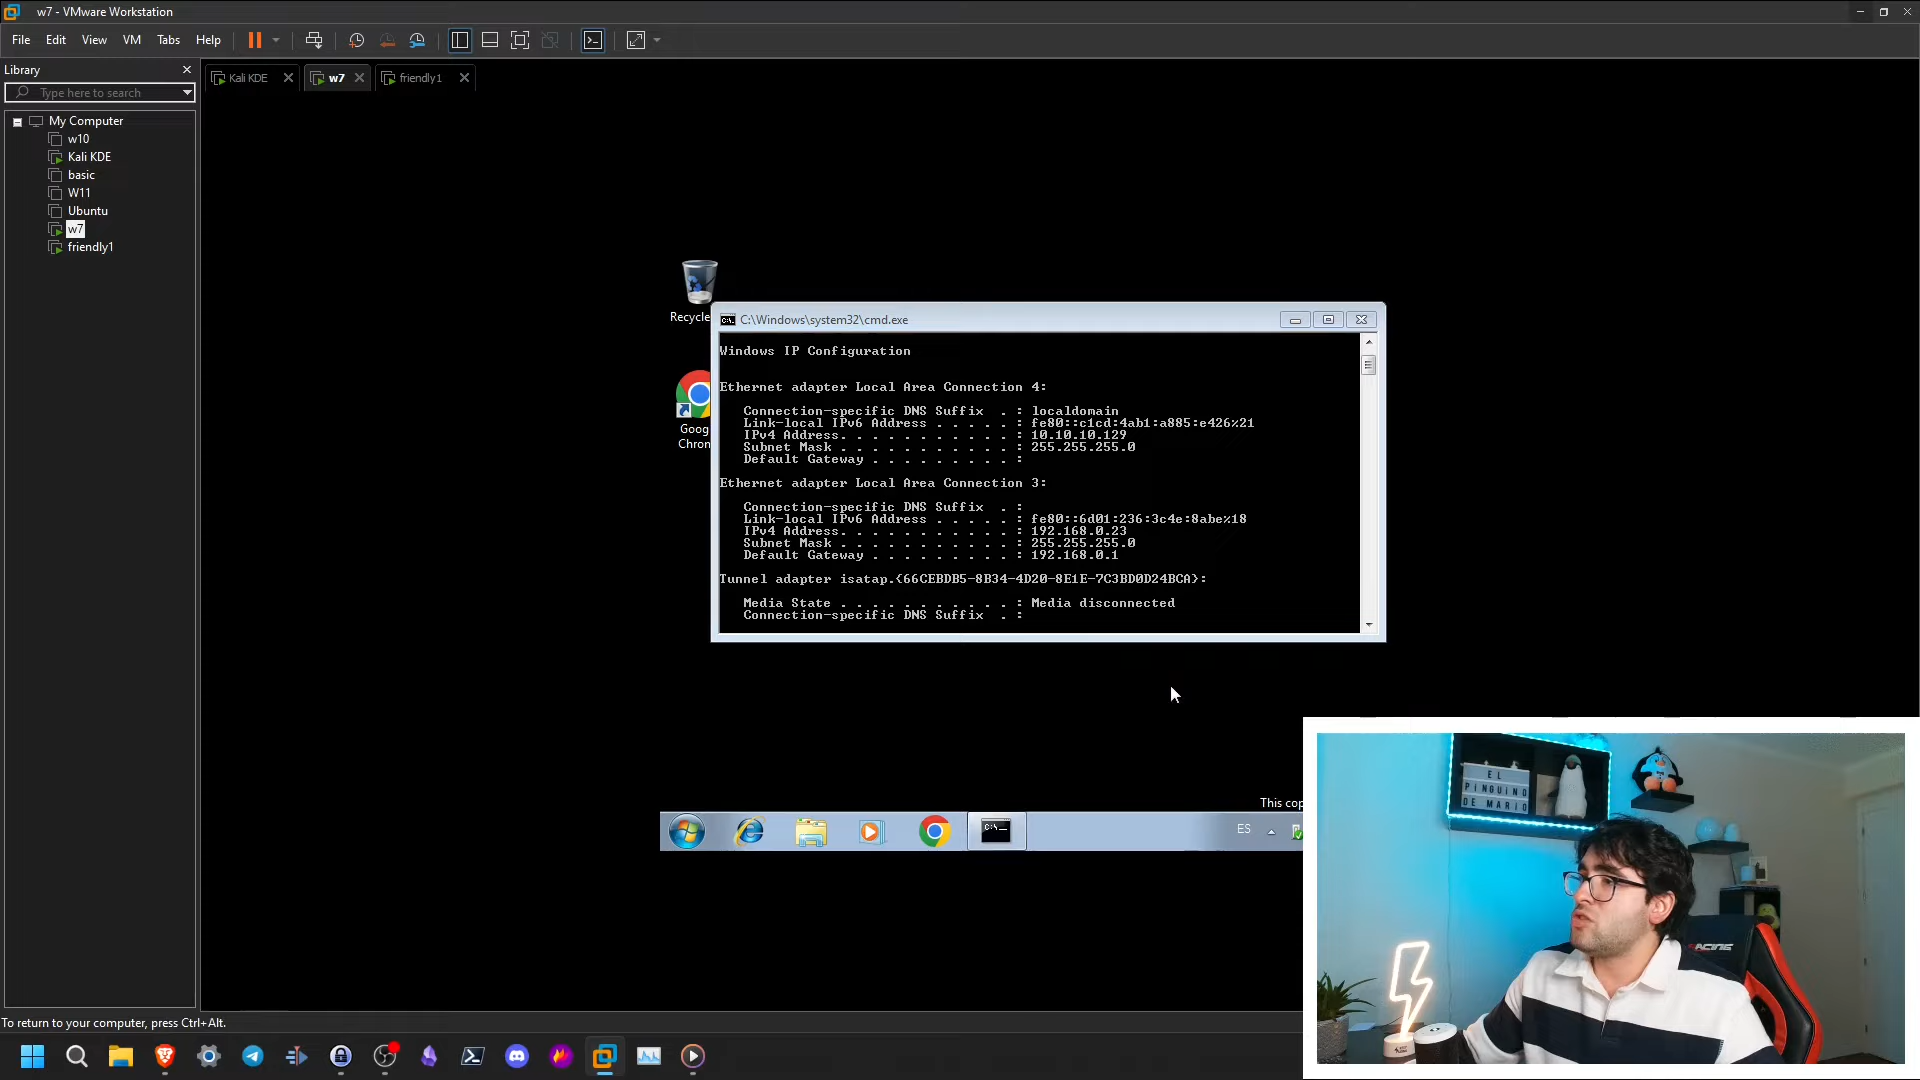 w7 - VMware Workstation
File Edit View VM Tabs Help
Library
Type here to search
Kali KDE
w7
friendly1
My Computer
w10
Kali KDE
basic
W11
Ubuntu
w7
friendly1
Recycle
Goog
Chrom
C:\Windows\system32\cmd.exe
Windows IP Configuration
Ethernet adapter Local Area Connection 4:
Connection-specific DNS Suffix . : localdomain
Link-local IPv6 Address . . . . . : fe80::c1cd:4ab1:a885:e426%21
IPv4 Address. . . . . . . . . . . : 10.10.10.129
Subnet Mask . . . . . . . . . . . : 255.255.255.0
Default Gateway . . . . . . . . . :
Ethernet adapter Local Area Connection 3:
Connection-specific DNS Suffix . :
Link-local IPv6 Address . . . . . : fe80::6d01:236:3c4e:8abe%18
IPv4 Address. . . . . . . . . . . : 192.168.0.23
Subnet Mask . . . . . . . . . . . : 255.255.255.0
Default Gateway . . . . . . . . . : 192.168.0.1
Tunnel adapter isatap.{66CEBDB5-8B34-4D20-8E1E-7C3BD0D24BCA}:
Media State . . . . . . . . . . . : Media disconnected
Connection-specific DNS Suffix . :
This cop
ES
EL
PINGUINO
DE MARIO
RACING
To return to your computer, press Ctrl+Alt.